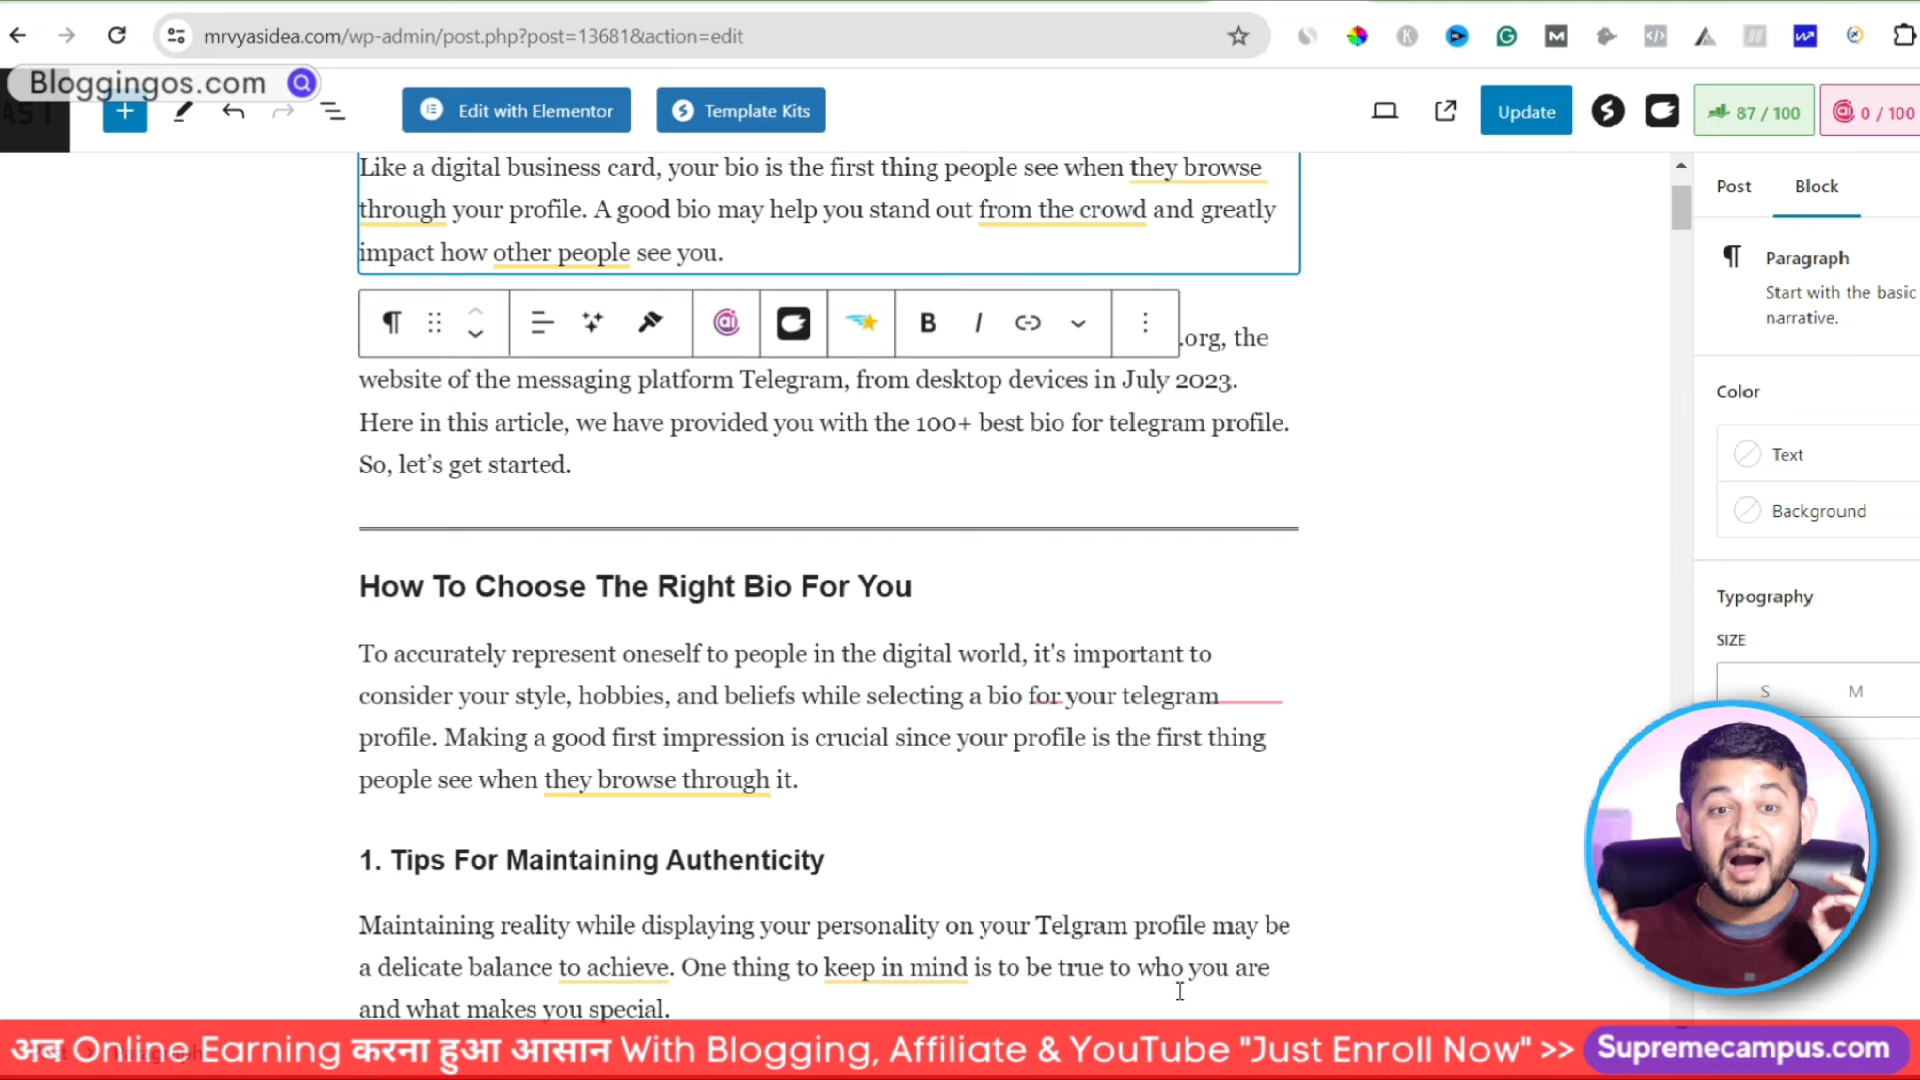 mrvyasidea.com/wp-admin/post.php?post=13681&action=edit
Bloggingos.com
Edit with Elementor
Template Kits
Update
87 / 100
0 / 100
Like a digital business card, your bio is the first thing people see when they browse
through your profile. A good bio may help you stand out from the crowd and greatly
impact how other people see you.
.org, the
website of the messaging platform Telegram, from desktop devices in July 2023.
Here in this article, we have provided you with the 100+ best bio for telegram profile.
So, let’s get started.
How To Choose The Right Bio For You
To accurately represent oneself to people in the digital world, it's important to
consider your style, hobbies, and beliefs while selecting a bio for your telegram
profile. Making a good first impression is crucial since your profile is the first thing
people see when they browse through it.
1. Tips For Maintaining Authenticity
Maintaining reality while displaying your personality on your Telgram profile may be
a delicate balance to achieve. One thing to keep in mind is to be true to who you are
and what makes you special.
Post
Block
Paragraph
Start with the basic
narrative.
Color
Text
Background
Typography
SIZE
S
M
अब Online Earning करना हुआ आसान With Blogging, Affiliate & YouTube "Just Enroll Now" >> Supremecampus.com